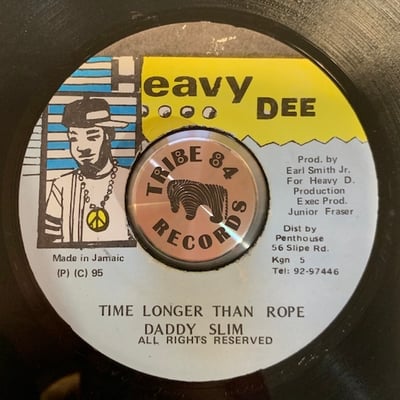 eavy
DEE
TRIBE 84
RECORDS
Prod. by
Earl Smith Jr.
For Heavy D.
Production
Exec Prod.
Junior Fraser
Dist by
Penthouse
56 Slipe Rd.
Kgn 5
Tel: 92-97446
Made in Jamaic
(P) (C) 95
TIME LONGER THAN ROPE
DADDY SLIM
ALL RIGHTS RESERVED